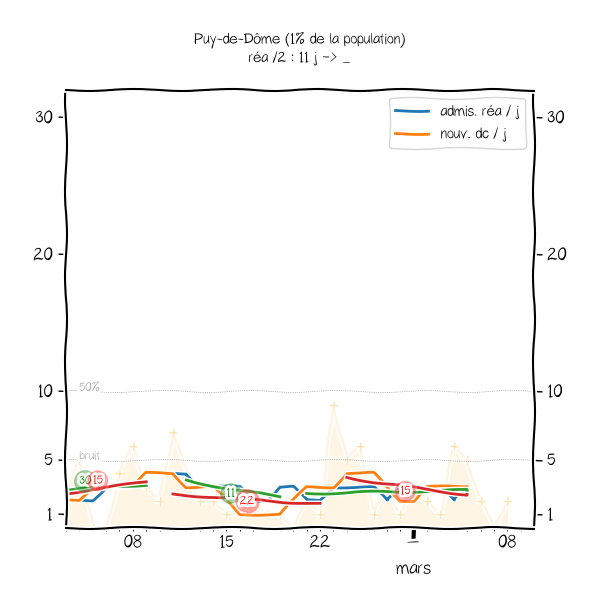 Puy-de-Dôme (1% de la population)
réa /2 : 11 j -> _
admis. réa / j
nouv. dc / j
30 30
20 20
10 10
50%
5 5
bruit
30 15
11
22
15
1 1
08 15 22 _ 08
mars